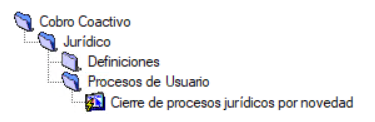 Cobro Coactivo
Jurídico
Definiciones
Procesos de Usuario
Cierre de procesos jurídicos por novedad